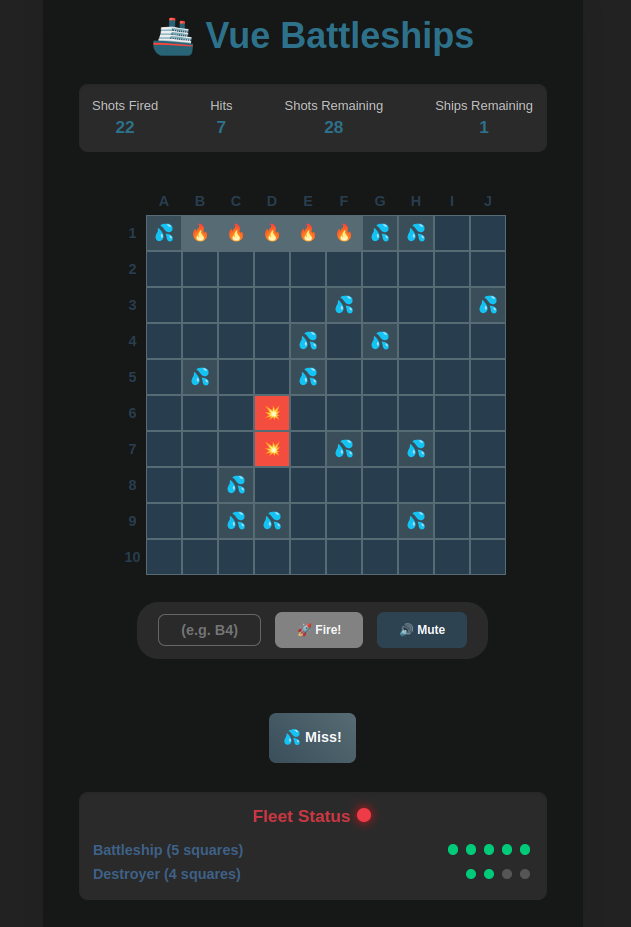 Vue Battleships
Shots Fired Hits Shots Remaining Ships Remaining
22 7 28 1
A B C D E F G H I J
1
2
3
4
5
6
7
8
9
10
(e.g. B4) 🚀 Fire! 🔊 Mute
💦 Miss!
Fleet Status
Battleship (5 squares)
Destroyer (4 squares)